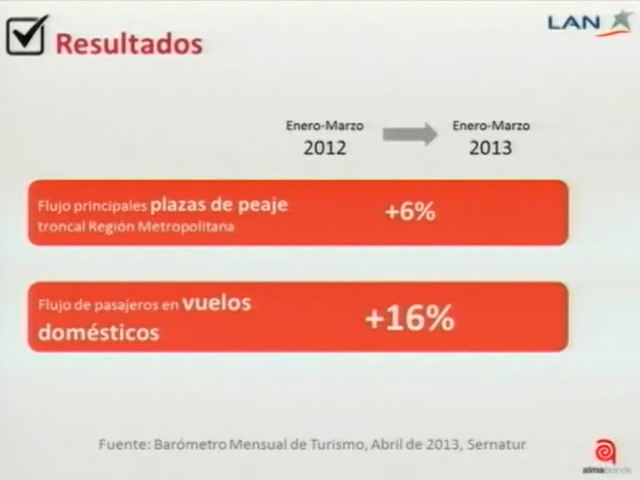 Resultados
LAN
Enero-Marzo
2012
Enero-Marzo
2013
Flujo principales plazas de peaje
troncal Región Metropolitana
+6%
Flujo de pasajeros en vuelos
domésticos
+16%
Fuente: Barómetro Mensual de Turismo, Abril de 2013, Sernatur
almabrands